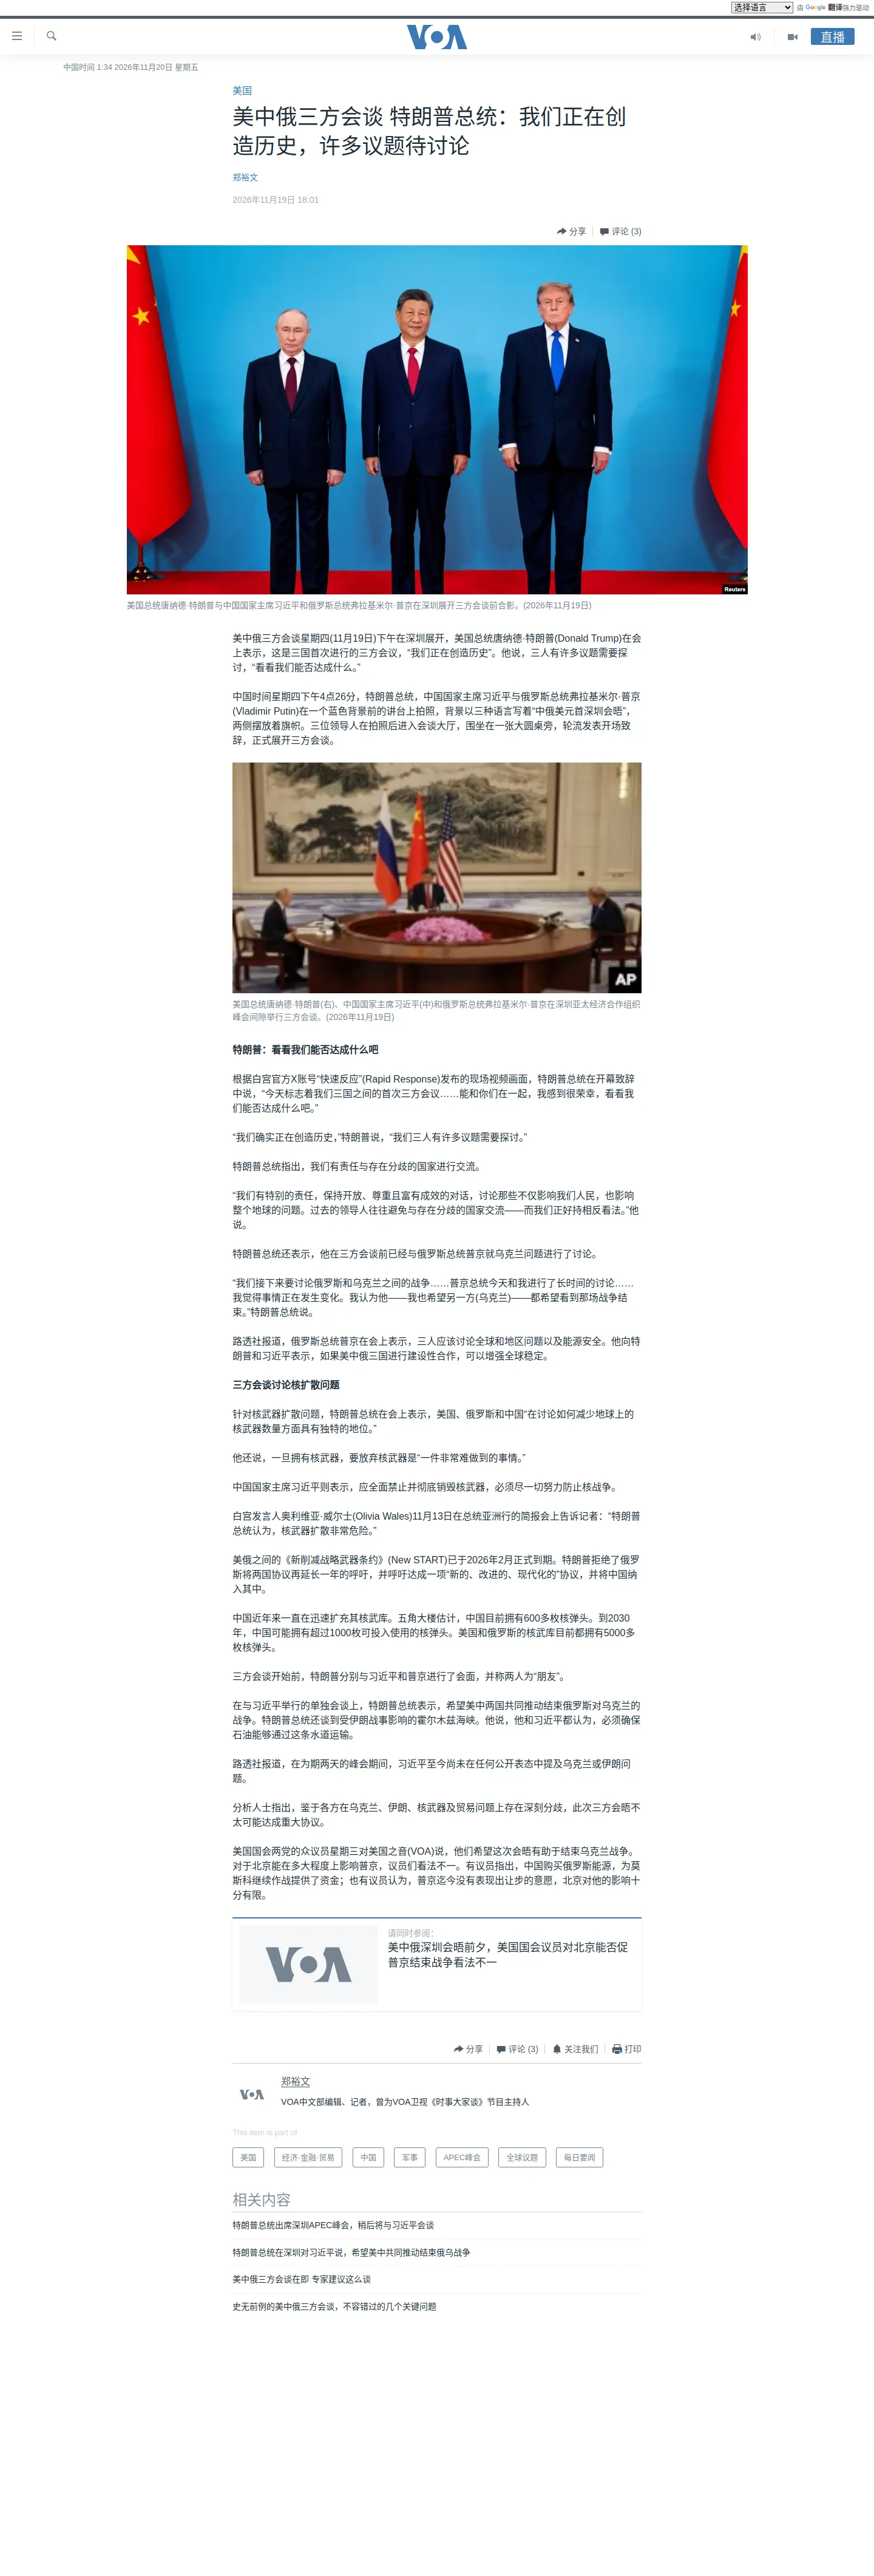 选择语言 由 Google 翻译强力驱动
VOA
直播
中国时间 1:34 2026年11月20日 星期五
美国
美中俄三方会谈 特朗普总统：我们正在创
造历史，许多议题待讨论
郑裕文
2026年11月19日 18:01
分享 评论 (3)
Reuters
美国总统唐纳德·特朗普与中国国家主席习近平和俄罗斯总统弗拉基米尔·普京在深圳展开三方会谈前合影。(2026年11月19日)
美中俄三方会谈星期四(11月19日)下午在深圳展开，美国总统唐纳德·特朗普(Donald Trump)在会
上表示，这是三国首次进行的三方会议，“我们正在创造历史”。他说，三人有许多议题需要探
讨，“看看我们能否达成什么。”
中国时间星期四下午4点26分，特朗普总统，中国国家主席习近平与俄罗斯总统弗拉基米尔·普京
(Vladimir Putin)在一个蓝色背景前的讲台上拍照，背景以三种语言写着“中俄美元首深圳会晤”，
两侧摆放着旗帜。三位领导人在拍照后进入会谈大厅，围坐在一张大圆桌旁，轮流发表开场致
辞，正式展开三方会谈。
AP
美国总统唐纳德·特朗普(右)、中国国家主席习近平(中)和俄罗斯总统弗拉基米尔·普京在深圳亚太经济合作组织
峰会间隙举行三方会谈。(2026年11月19日)
特朗普：看看我们能否达成什么吧
根据白宫官方X账号“快速反应”(Rapid Response)发布的现场视频画面，特朗普总统在开幕致辞
中说，“今天标志着我们三国之间的首次三方会议……能和你们在一起，我感到很荣幸，看看我
们能否达成什么吧。”
“我们确实正在创造历史，”特朗普说，“我们三人有许多议题需要探讨。”
特朗普总统指出，我们有责任与存在分歧的国家进行交流。
“我们有特别的责任，保持开放、尊重且富有成效的对话，讨论那些不仅影响我们人民，也影响
整个地球的问题。过去的领导人往往避免与存在分歧的国家交流——而我们正好持相反看法。”他
说。
特朗普总统还表示，他在三方会谈前已经与俄罗斯总统普京就乌克兰问题进行了讨论。
“我们接下来要讨论俄罗斯和乌克兰之间的战争……普京总统今天和我进行了长时间的讨论……
我觉得事情正在发生变化。我认为他——我也希望另一方(乌克兰)——都希望看到那场战争结
束。”特朗普总统说。
路透社报道，俄罗斯总统普京在会上表示，三人应该讨论全球和地区问题以及能源安全。他向特
朗普和习近平表示，如果美中俄三国进行建设性合作，可以增强全球稳定。
三方会谈讨论核扩散问题
针对核武器扩散问题，特朗普总统在会上表示，美国、俄罗斯和中国“在讨论如何减少地球上的
核武器数量方面具有独特的地位。”
他还说，一旦拥有核武器，要放弃核武器是“一件非常难做到的事情。”
中国国家主席习近平则表示，应全面禁止并彻底销毁核武器，必须尽一切努力防止核战争。
白宫发言人奥利维亚·威尔士(Olivia Wales)11月13日在总统亚洲行的简报会上告诉记者：“特朗普
总统认为，核武器扩散非常危险。”
美俄之间的《新削减战略武器条约》(New START)已于2026年2月正式到期。特朗普拒绝了俄罗
斯将两国协议再延长一年的呼吁，并呼吁达成一项“新的、改进的、现代化的”协议，并将中国纳
入其中。
中国近年来一直在迅速扩充其核武库。五角大楼估计，中国目前拥有600多枚核弹头。到2030
年，中国可能拥有超过1000枚可投入使用的核弹头。美国和俄罗斯的核武库目前都拥有5000多
枚核弹头。
三方会谈开始前，特朗普分别与习近平和普京进行了会面，并称两人为“朋友”。
在与习近平举行的单独会谈上，特朗普总统表示，希望美中两国共同推动结束俄罗斯对乌克兰的
战争。特朗普总统还谈到受伊朗战事影响的霍尔木兹海峡。他说，他和习近平都认为，必须确保
石油能够通过这条水道运输。
路透社报道，在为期两天的峰会期间，习近平至今尚未在任何公开表态中提及乌克兰或伊朗问
题。
分析人士指出，鉴于各方在乌克兰、伊朗、核武器及贸易问题上存在深刻分歧，此次三方会晤不
太可能达成重大协议。
美国国会两党的众议员星期三对美国之音(VOA)说，他们希望这次会晤有助于结束乌克兰战争。
对于北京能在多大程度上影响普京，议员们看法不一。有议员指出，中国购买俄罗斯能源，为莫
斯科继续作战提供了资金；也有议员认为，普京迄今没有表现出让步的意愿，北京对他的影响十
分有限。
VOA
请同时参阅：
美中俄深圳会晤前夕，美国国会议员对北京能否促
普京结束战争看法不一
分享 评论 (3) 关注我们 打印
VOA
郑裕文
VOA中文部编辑、记者，曾为VOA卫视《时事大家谈》节目主持人
This item is part of
美国 经济·金融·贸易 中国 军事 APEC峰会 全球议题 每日要闻
相关内容
特朗普总统出席深圳APEC峰会，稍后将与习近平会谈
特朗普总统在深圳对习近平说，希望美中共同推动结束俄乌战争
美中俄三方会谈在即 专家建议这么谈
史无前例的美中俄三方会谈，不容错过的几个关键问题